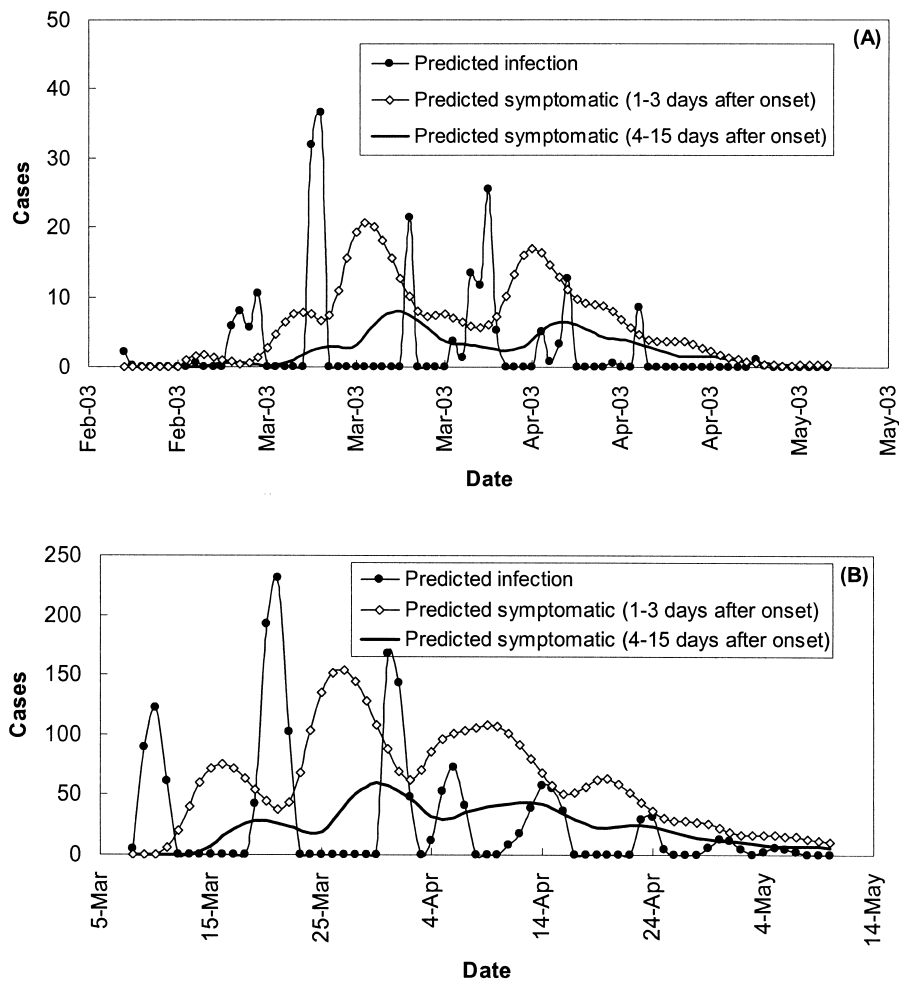 50
(A)
Predicted infection
40
Predicted symptomatic (1-3 days after onset)
Predicted symptomatic (4-15 days after onset)
30
Cases
20
10
0
Feb-03 Feb-03 Mar-03 Mar-03 Mar-03 Apr-03 Apr-03 Apr-03 May-03 May-03
Date
250
(B)
Predicted infection
200
Predicted symptomatic (1-3 days after onset)
Predicted symptomatic (4-15 days after onset)
150
Cases
100
50
0
5-Mar 15-Mar 25-Mar 4-Apr 14-Apr 24-Apr 4-May 14-May
Date